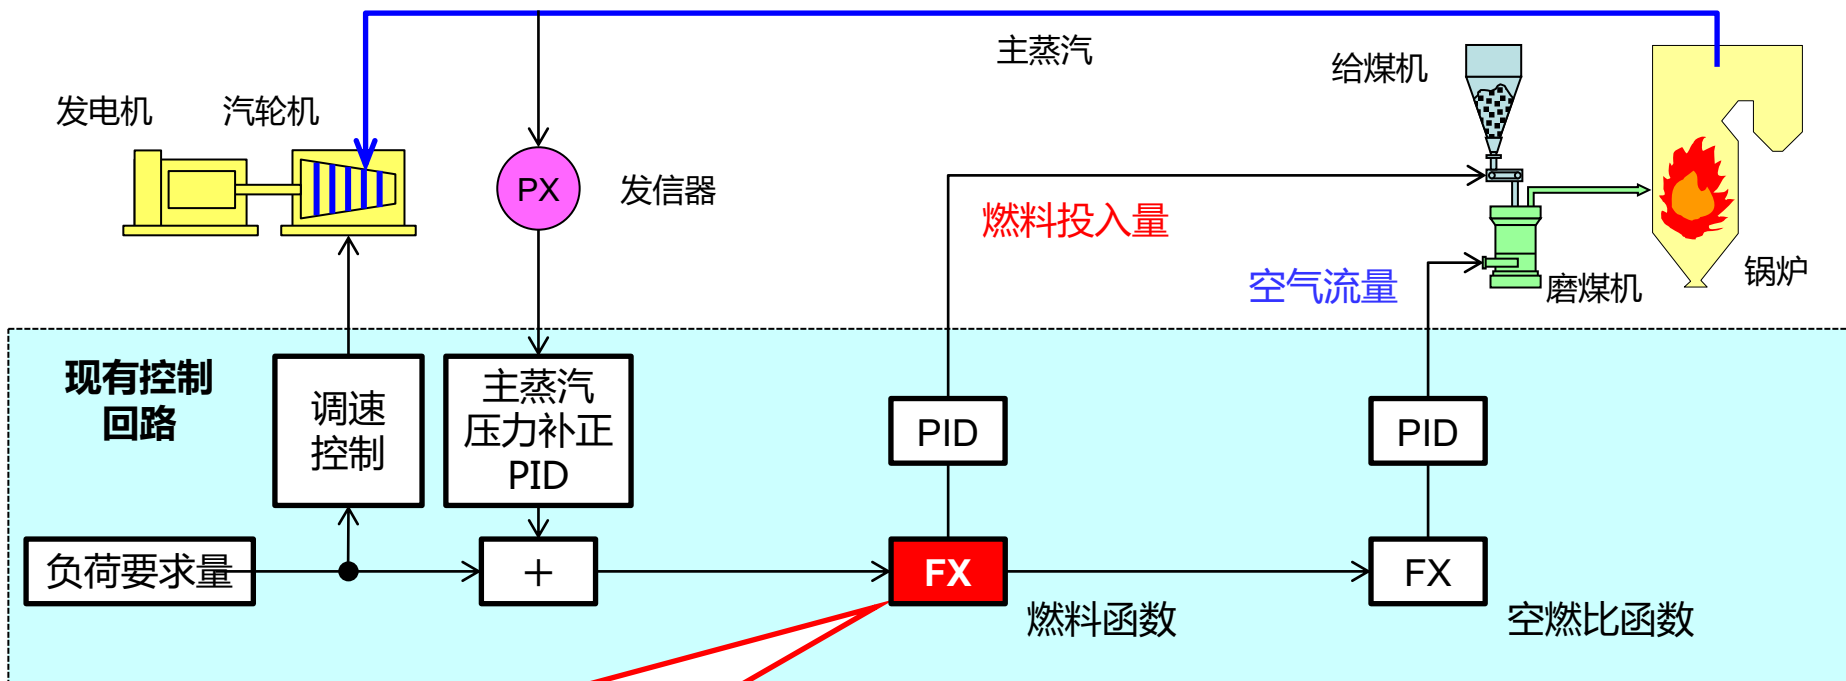 主蒸汽
给煤机
发电机
汽轮机
PX
发信器
燃料投入量
空气流量
磨煤机
锅炉
现有控制
回路
调速
控制
主蒸汽
压力补正
PID
PID
PID
负荷要求量
+
FX
FX
燃料函数
空燃比函数